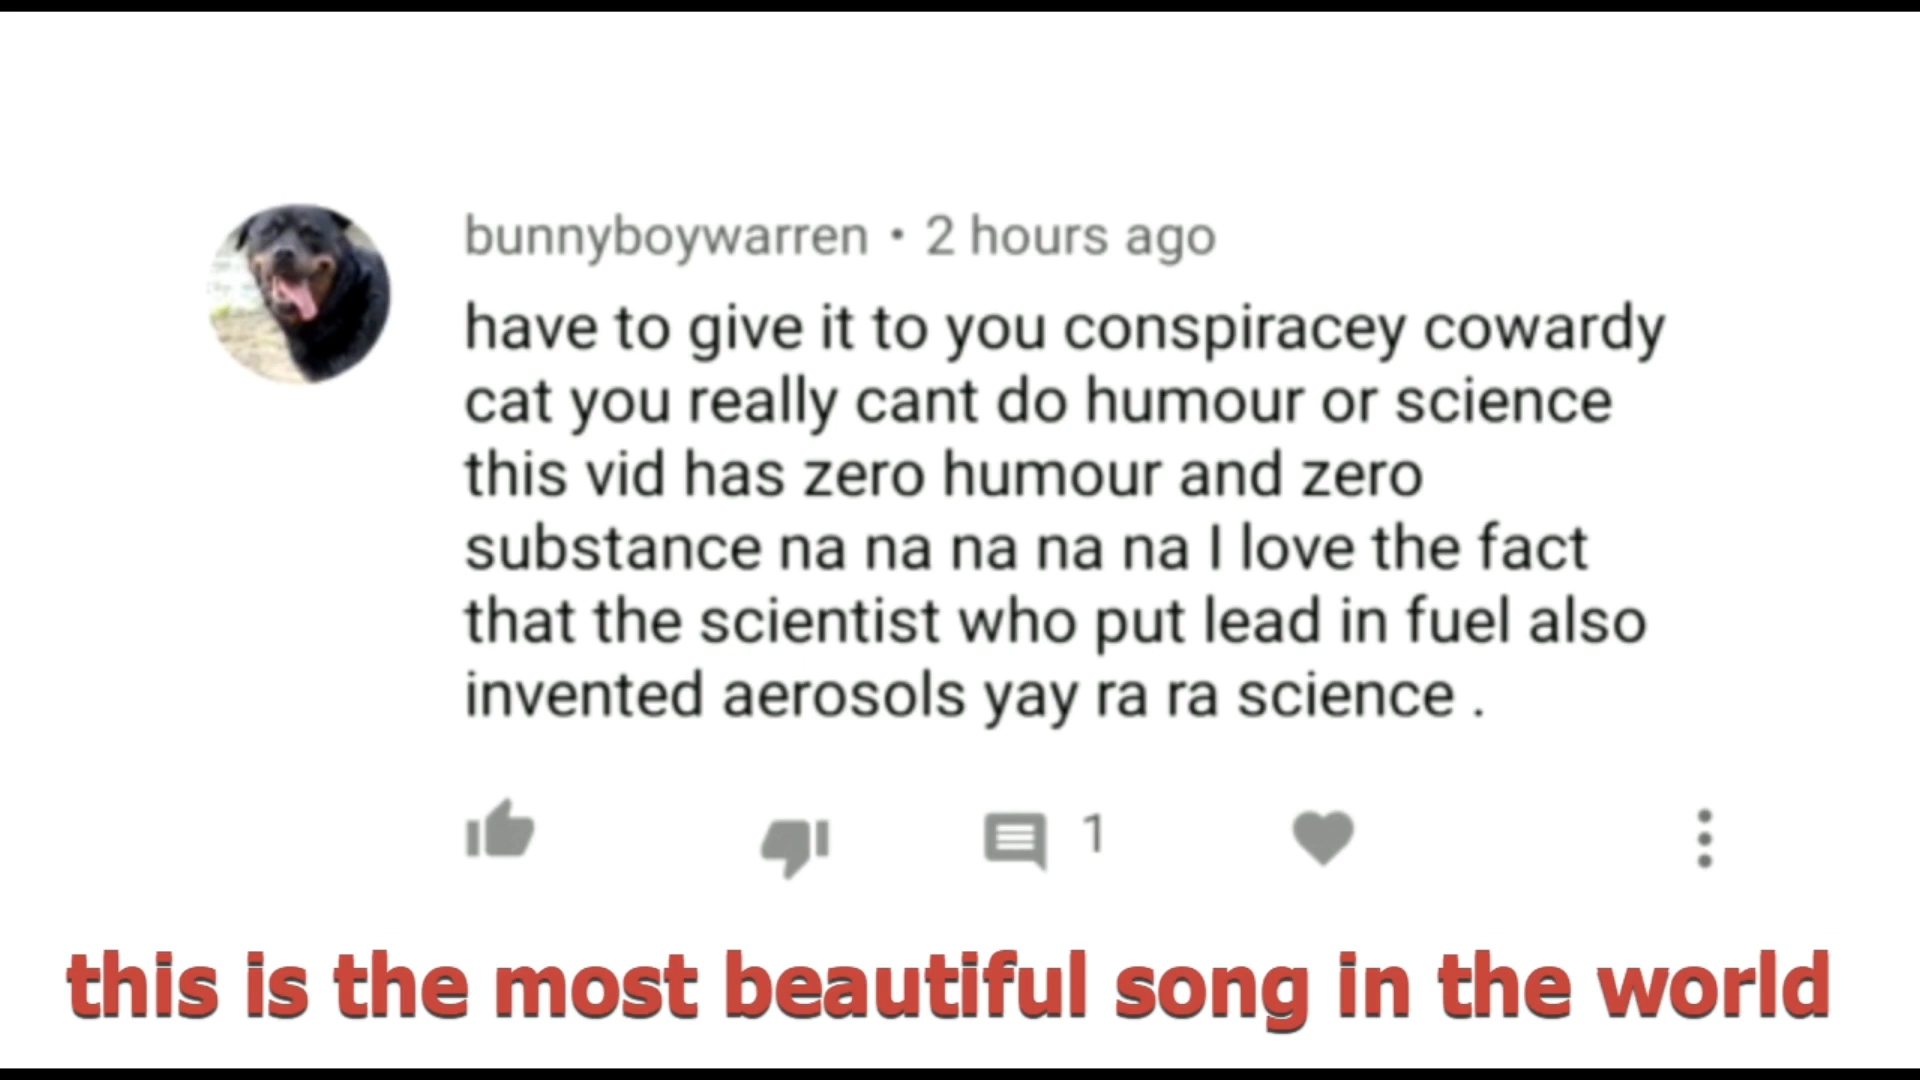 bunnyboywarren • 2 hours ago
have to give it to you conspiracey cowardy
cat you really cant do humour or science
this vid has zero humour and zero
substance na na na na na I love the fact
that the scientist who put lead in fuel also
invented aerosols yay ra ra science .
1
this is the most beautiful song in the world